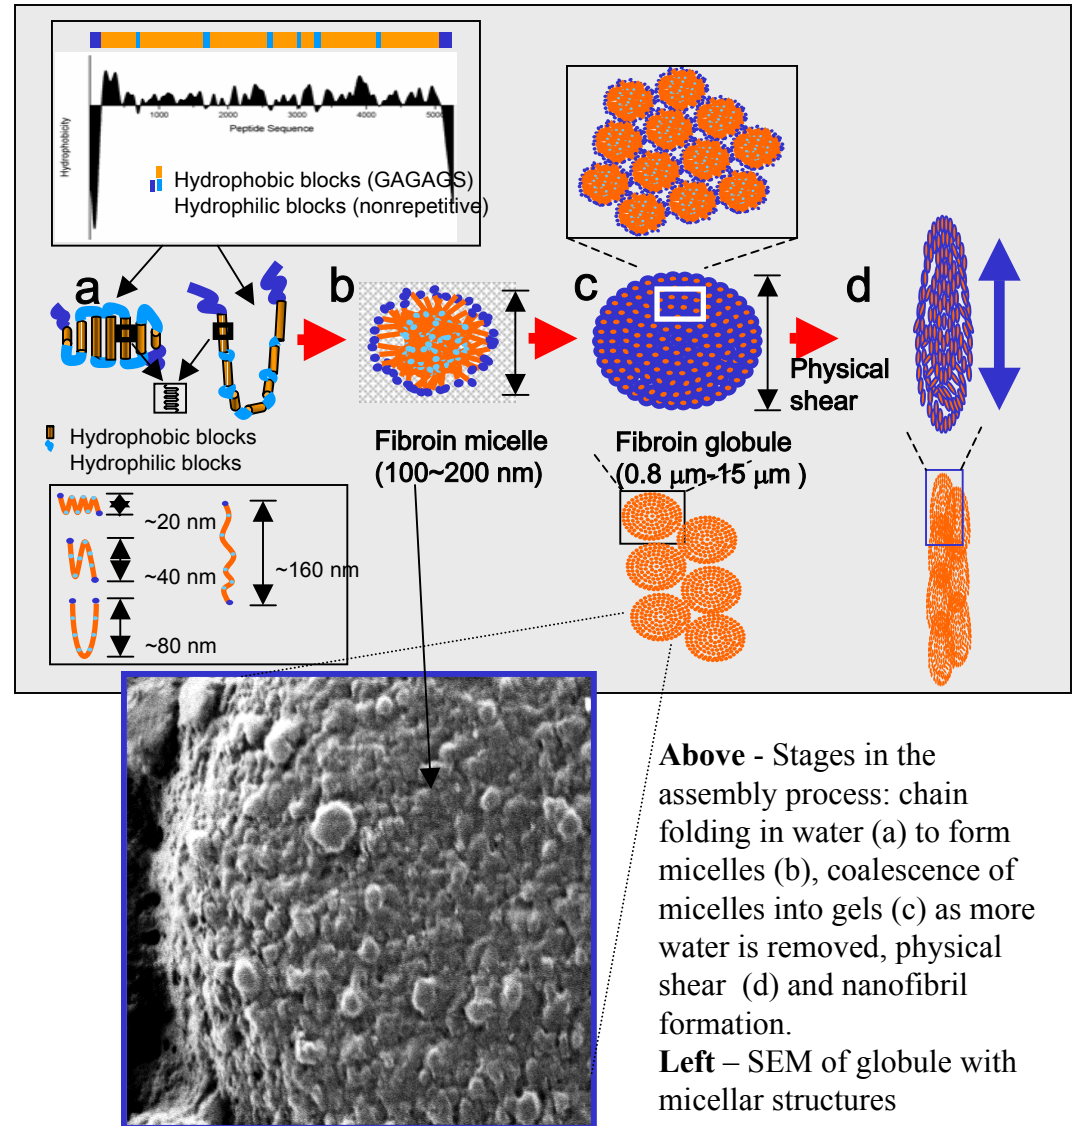 Hydrophobicity
1000
2000
3000
4000
5000
Peptide Sequence
Hydrophobic blocks (GAGAGS)
Hydrophilic blocks (nonrepetitive)
a
b
c
d
Physical
shear
Hydrophobic blocks
Hydrophilic blocks
Fibroin micelle
(100~200 nm)
Fibroin globule
(0.8 μm-15 μm )
~20 nm
~40 nm
~80 nm
~160 nm
Above - Stages in the
assembly process: chain
folding in water (a) to form
micelles (b), coalescence of
micelles into gels (c) as more
water is removed, physical
shear (d) and nanofibril
formation.
Left – SEM of globule with
micellar structures